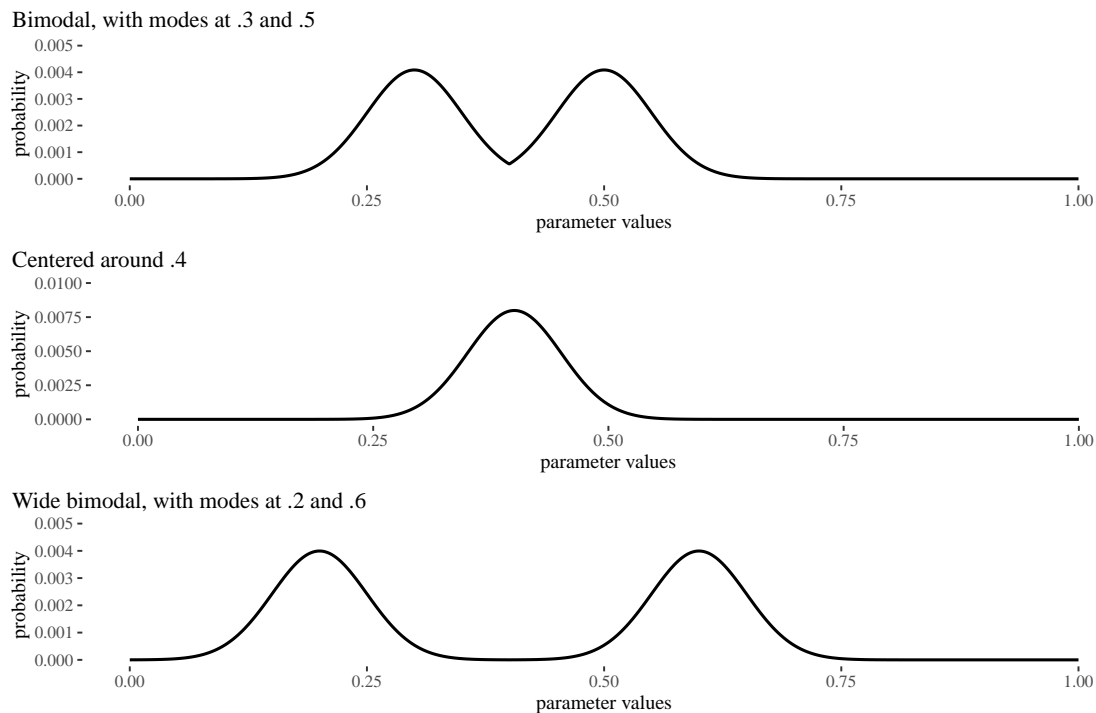 Bimodal, with modes at .3 and .5
probability
0.005
0.004
0.003
0.002
0.001
0.000
0.00 0.25 0.50 0.75 1.00
parameter values
Centered around .4
probability
0.0100
0.0075
0.0050
0.0025
0.0000
0.00 0.25 0.50 0.75 1.00
parameter values
Wide bimodal, with modes at .2 and .6
probability
0.005
0.004
0.003
0.002
0.001
0.000
0.00 0.25 0.50 0.75 1.00
parameter values